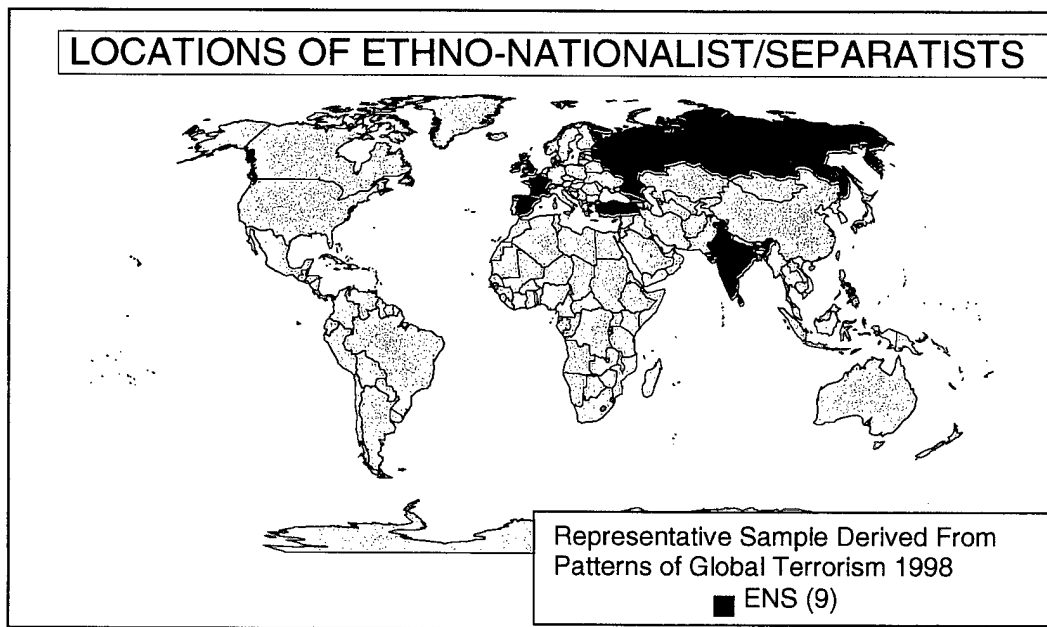 LOCATIONS OF ETHNO-NATIONALIST/SEPARATISTS
Representative Sample Derived From
Patterns of Global Terrorism 1998
ENS (9)